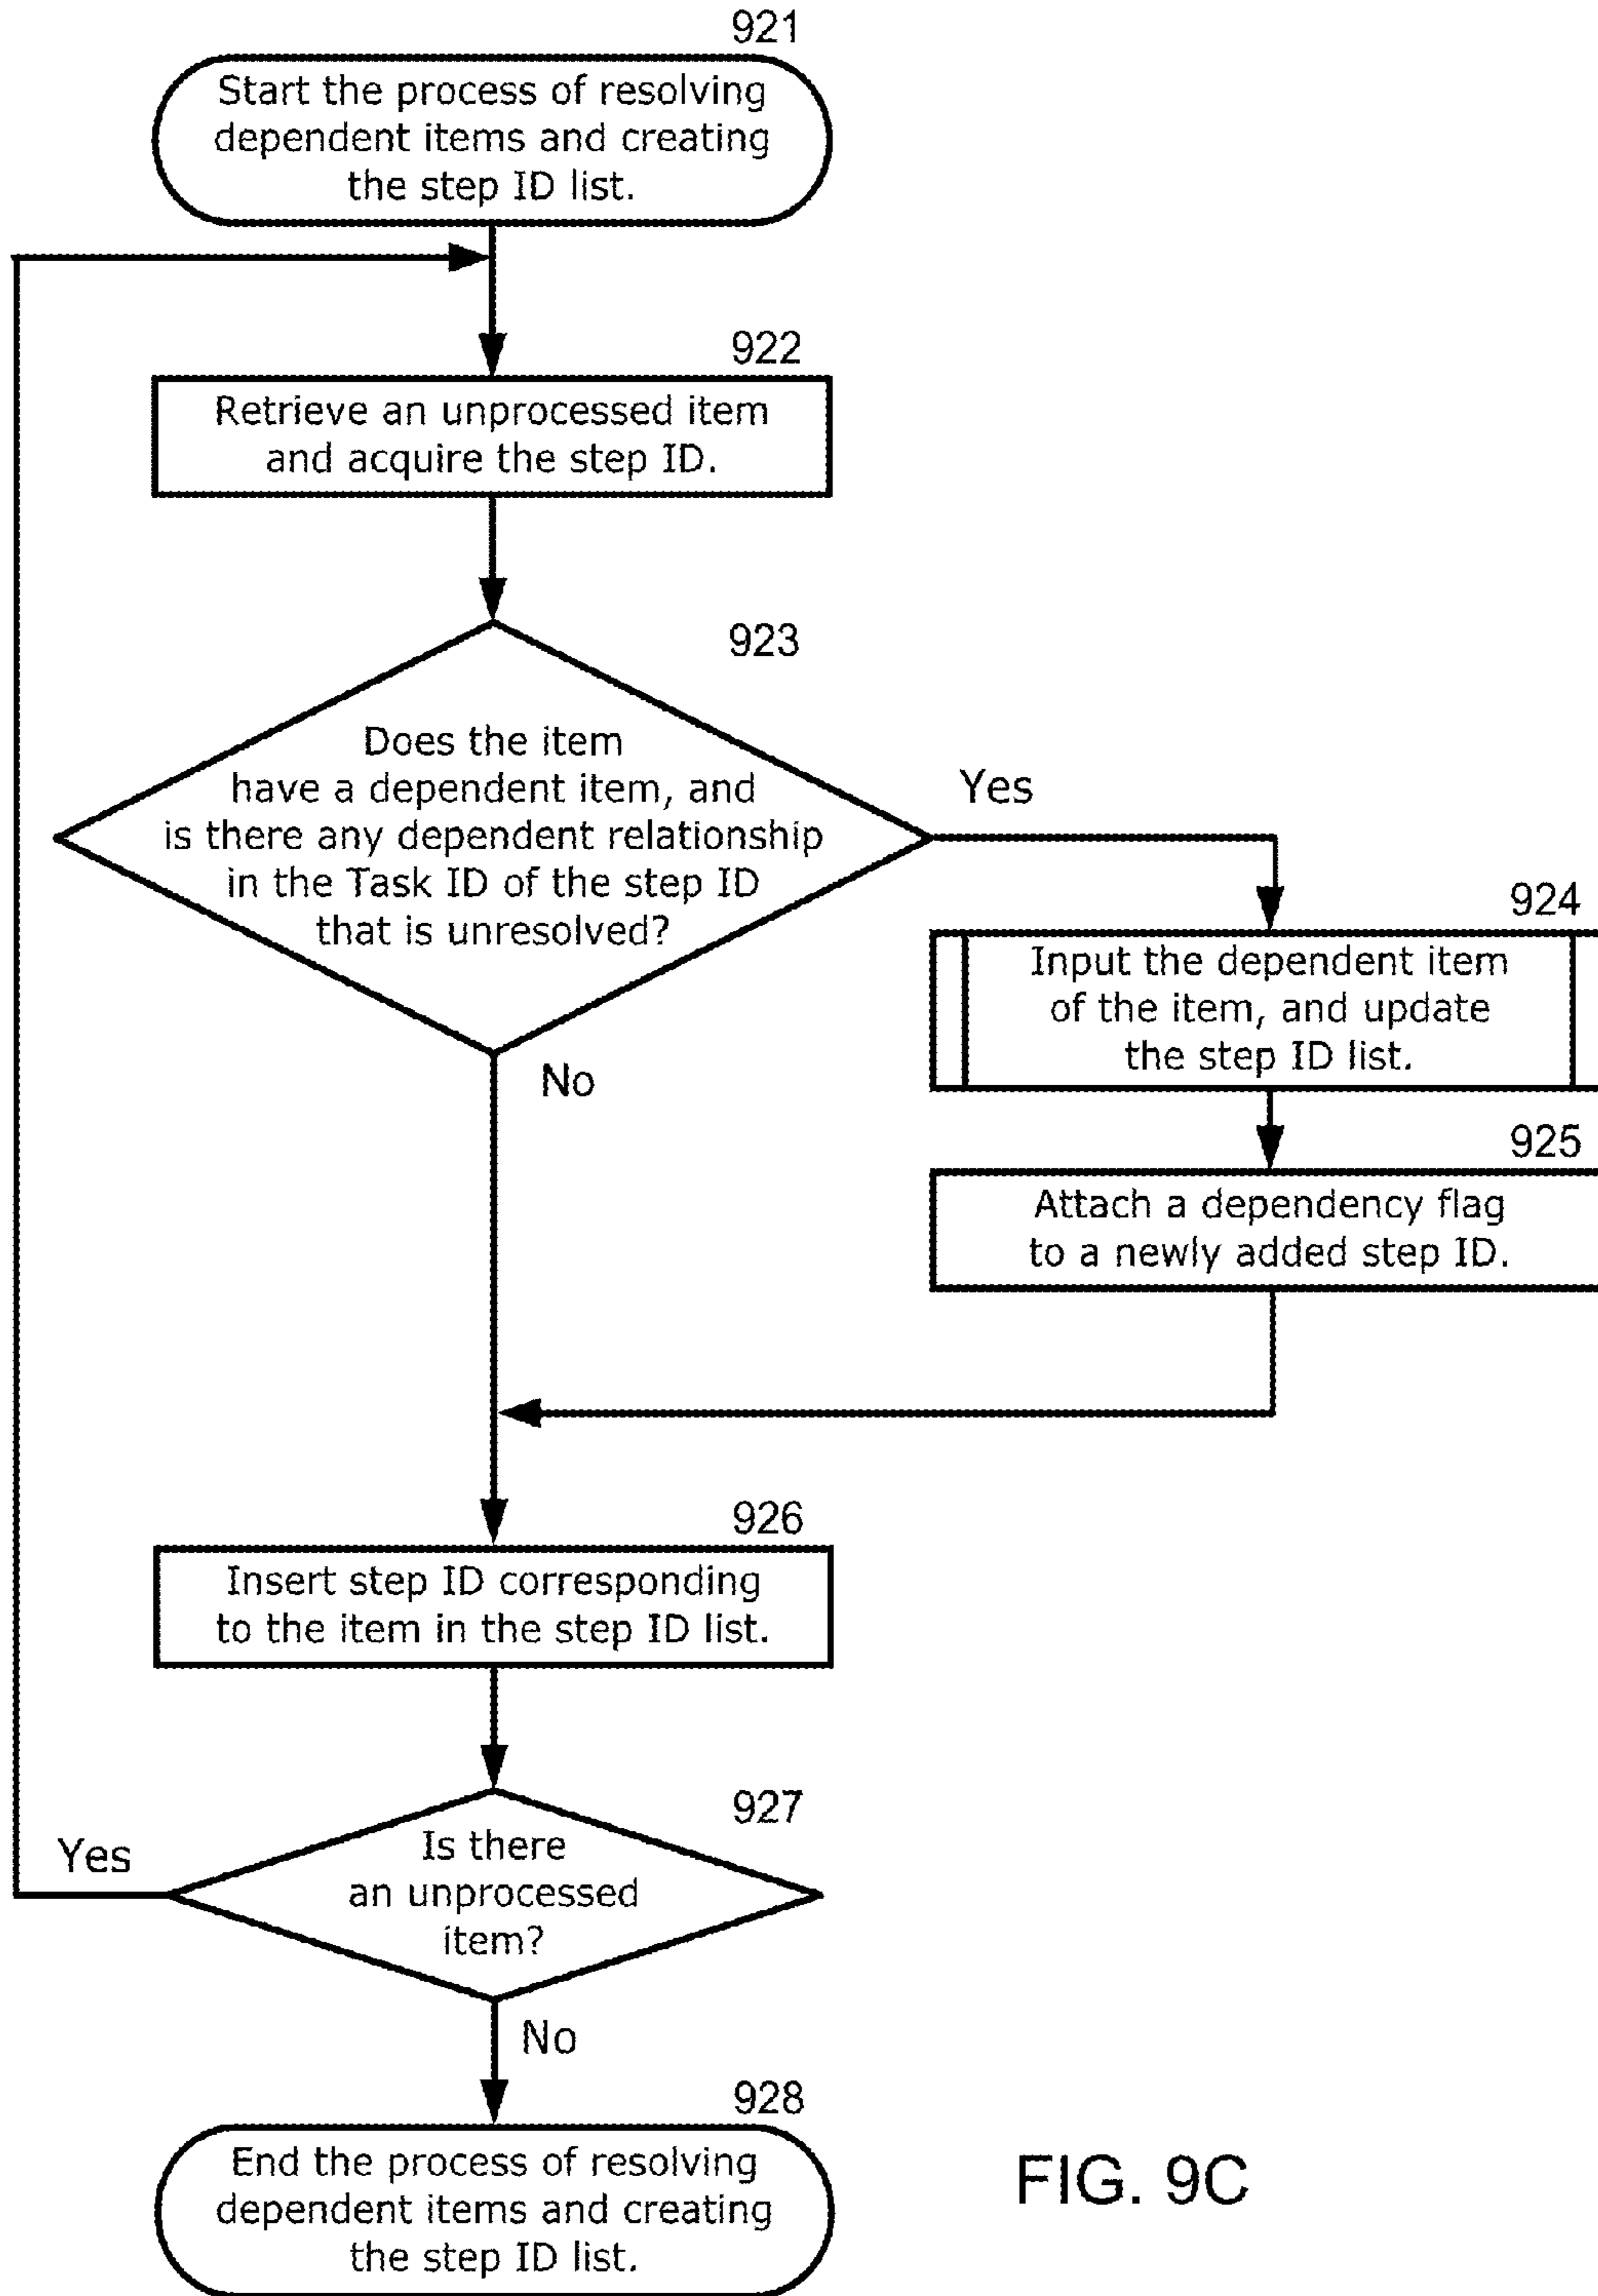 921
Start the process of resolving
dependent items and creating
the step ID list.
922
Retrieve an unprocessed item
and acquire the step ID.
923
Does the item
have a dependent item, and
is there any dependent relationship
in the Task ID of the step ID
that is unresolved?
Yes
No
924
Input the dependent item
of the item, and update
the step ID list.
925
Attach a dependency flag
to a newly added step ID.
926
Insert step ID corresponding
to the item in the step ID list.
927
Is there
an unprocessed
item?
Yes
No
928
End the process of resolving
dependent items and creating
the step ID list.
FIG. 9C